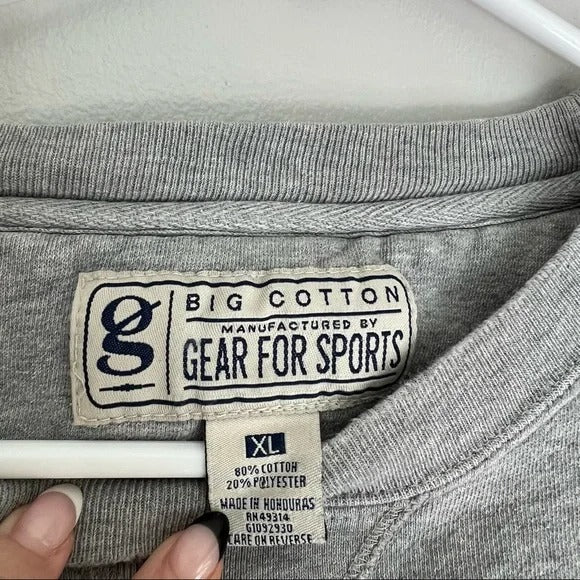 g
BIG COTTON
MANUFACTURED BY
GEAR FOR SPORTS
XL
80% COTTON
20% POLYESTER
MADE IN HONDURAS
RN49314
G1092930
CARE ON REVERSE